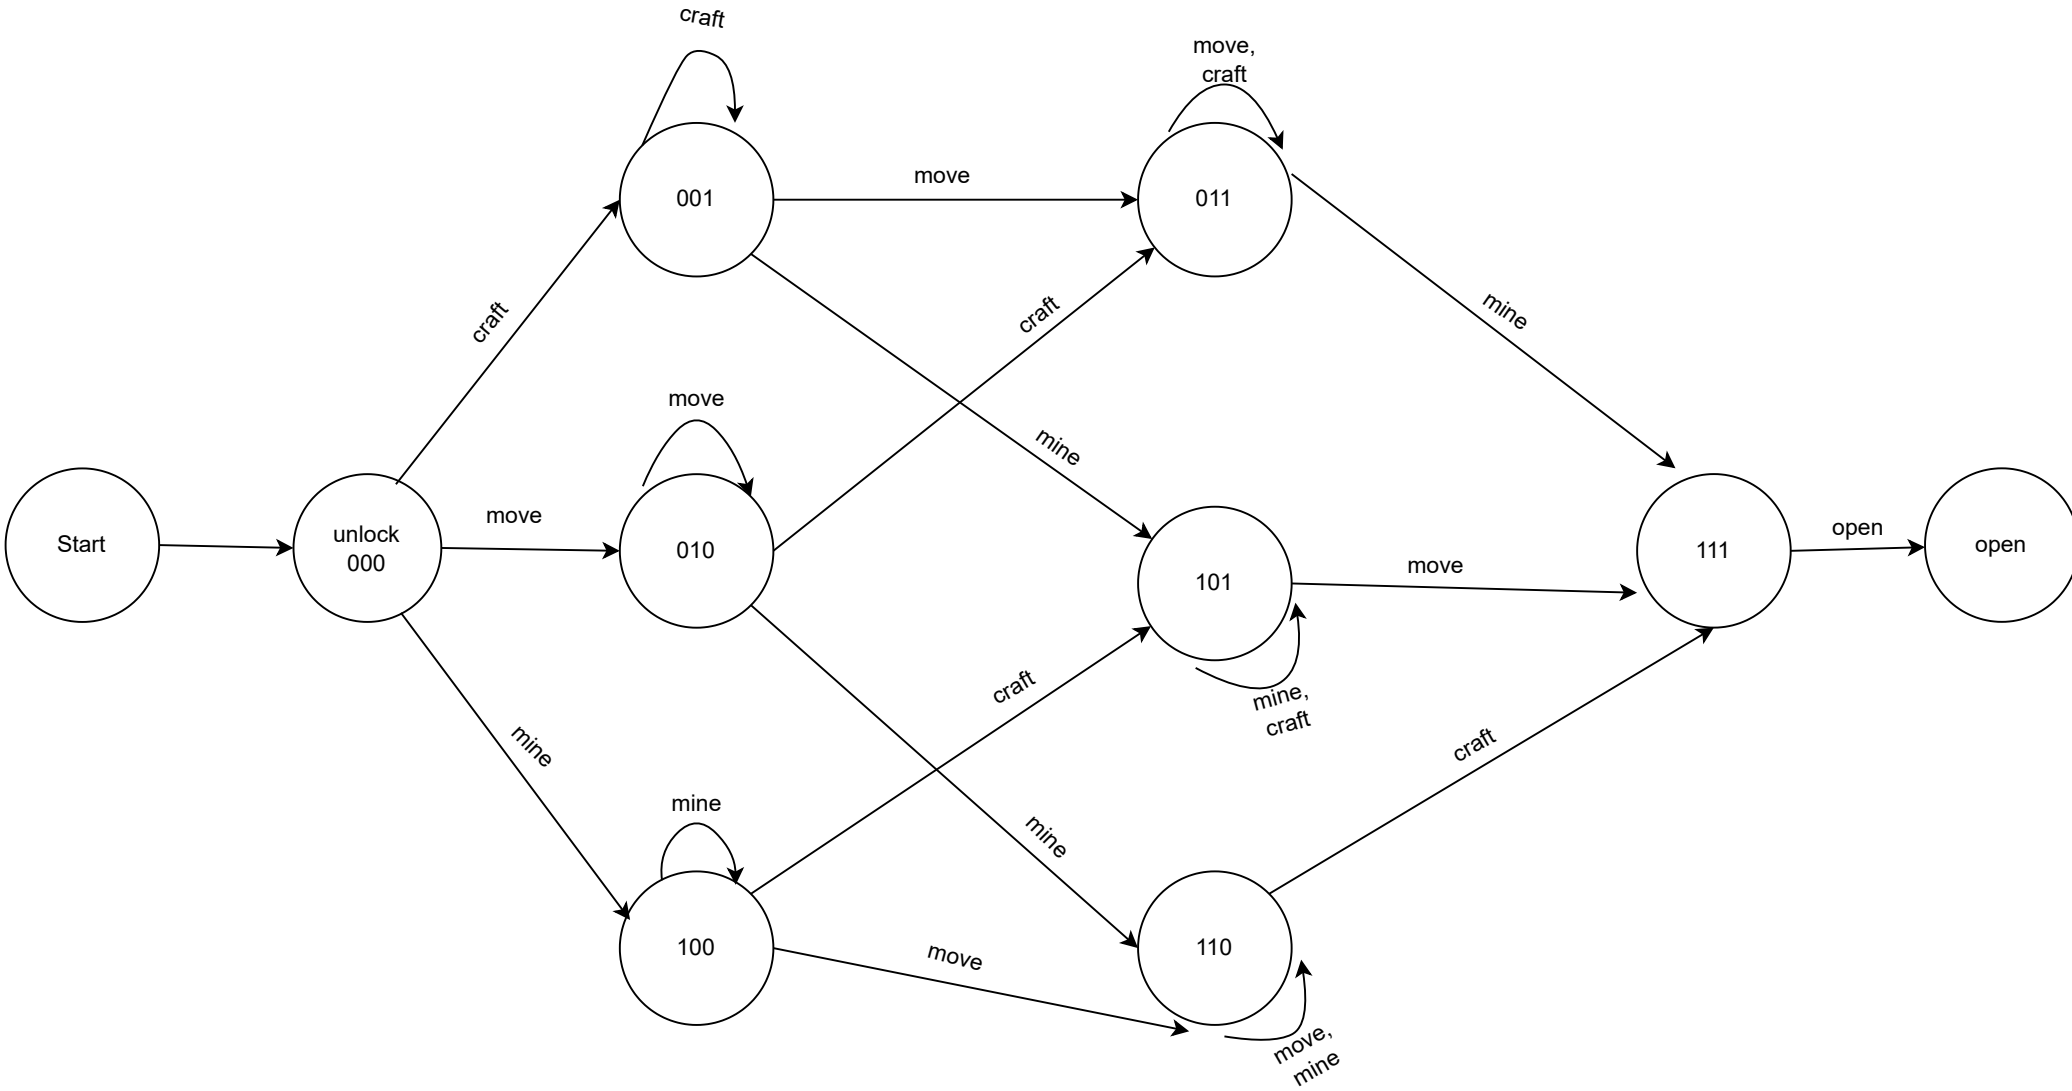 craft
move,
craft
001
move
011
craft
craft
mine
move
mine
Start
unlock
000
move
010
101
move
111
open
open
mine
craft
mine,
craft
craft
mine
mine
100
move
110
move,
mine